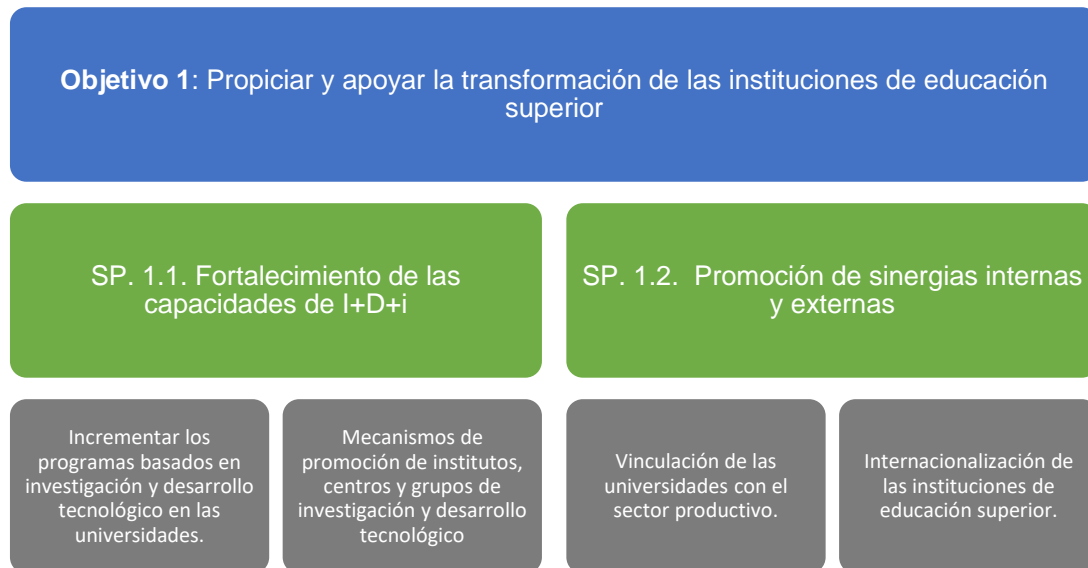 Objetivo 1: Propiciar y apoyar la transformación de las instituciones de educación
superior
SP. 1.1. Fortalecimiento de las
capacidades de I+D+i
SP. 1.2. Promoción de sinergias internas
y externas
Incrementar los
programas basados en
investigación y desarrollo
tecnológico en las
universidades.
Mecanismos de
promoción de institutos,
centros y grupos de
investigación y desarrollo
tecnológico
Vinculación de las
universidades con el
sector productivo.
Internacionalización de
las instituciones de
educación superior.